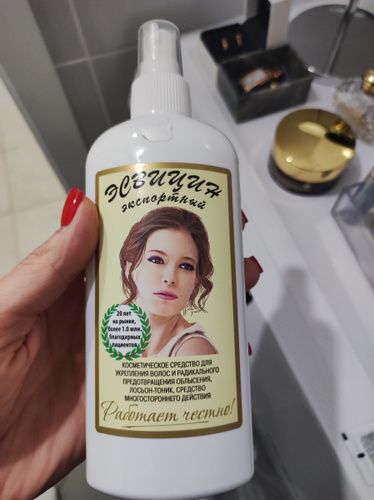 ЭСВИЦИН
экспортный
20 лет
на рынке,
более 1.0 млн.
благодарных
пациентов
КОСМЕТИЧЕСКОЕ СРЕДСТВО ДЛЯ
УКРЕПЛЕНИЯ ВОЛОС И РАДИКАЛЬНОГО
ПРЕДОТВРАЩЕНИЯ ОБЛЫСЕНИЯ,
ЛОСЬОН-ТОНИК, СРЕДСТВО
МНОГОСТОРОННЕГО ДЕЙСТВИЯ
Работает честно!